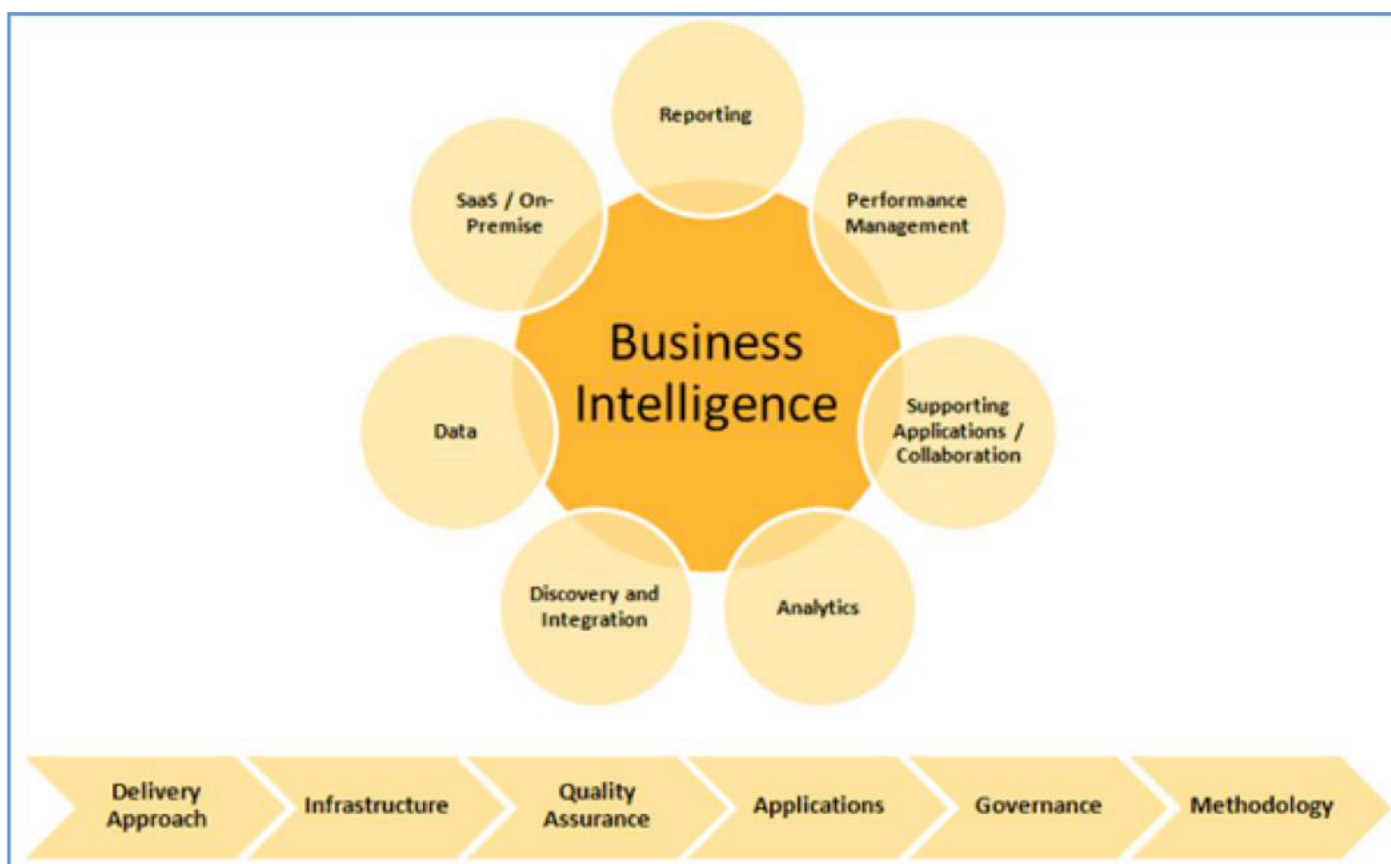 Reporting
SaaS / On-
Premise
Performance
Management
Business
Intelligence
Data
Supporting
Applications /
Collaboration
Discovery and
Integration
Analytics
Delivery
Approach
Infrastructure
Quality
Assurance
Applications
Governance
Methodology